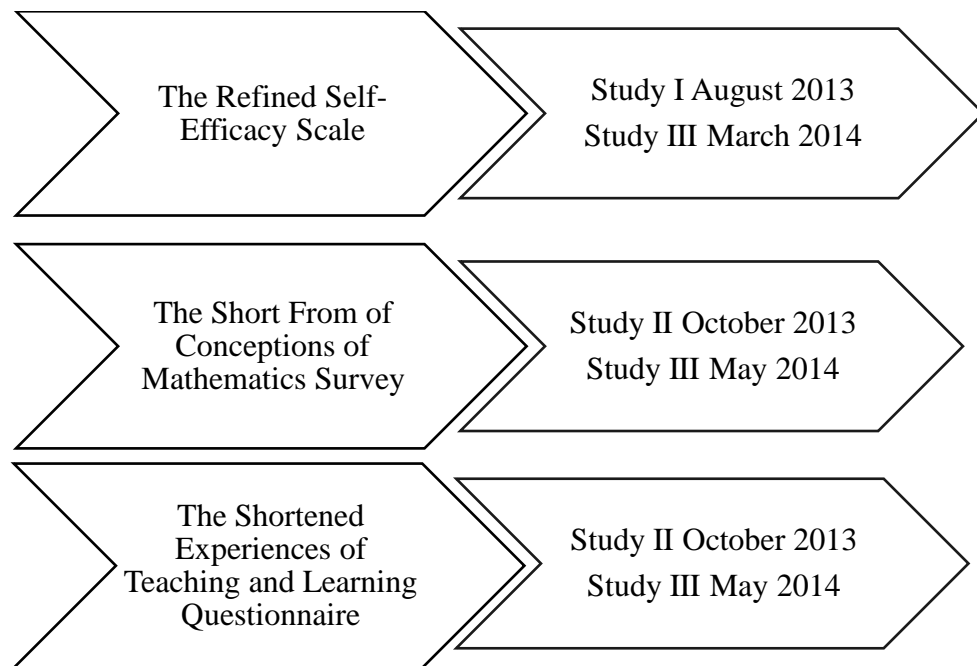 The Refined Self-
Efficacy Scale
Study I August 2013
Study III March 2014
The Short From of
Conceptions of
Mathematics Survey
Study II October 2013
Study III May 2014
The Shortened
Experiences of
Teaching and Learning
Questionnaire
Study II October 2013
Study III May 2014